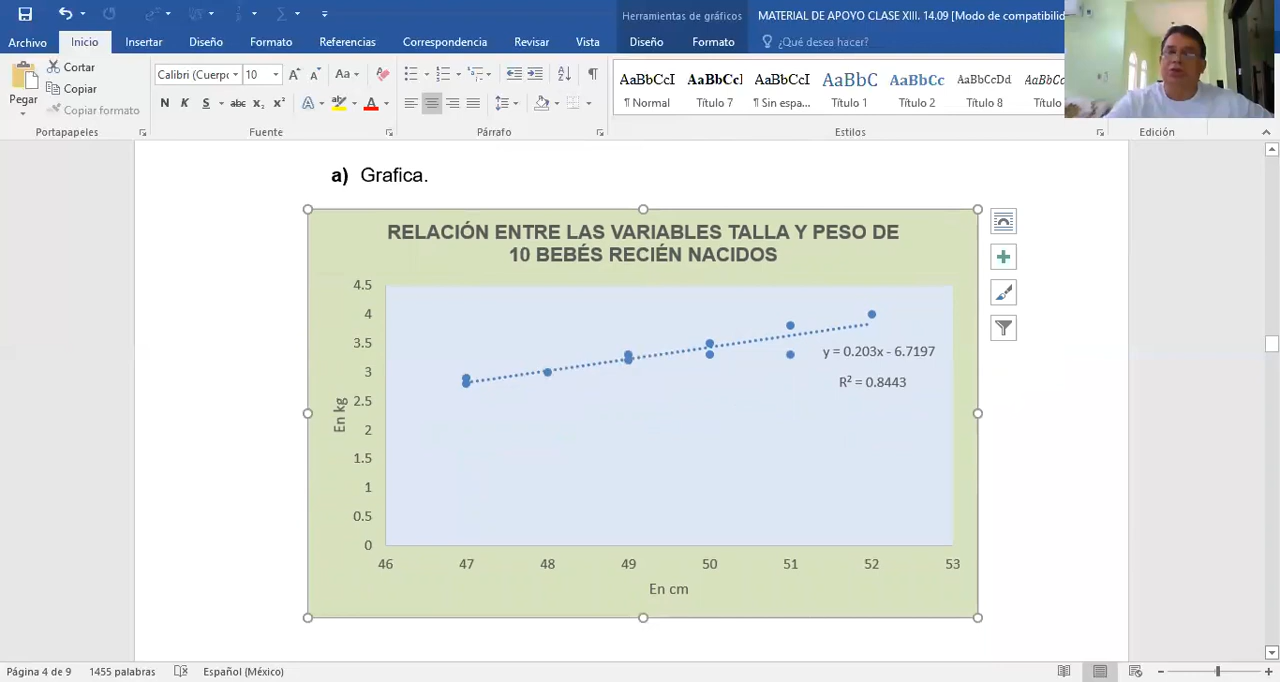 Herramientas de gráficos
MATERIAL DE APOYO CLASE XIII. 14.09 [Modo de compatibilid
Archivo Inicio Insertar Diseño Formato Referencias Correspondencia Revisar Vista Diseño Formato ¿Qué desea hacer?
Pegar
Cortar
Copiar
Copiar formato
Portapapeles
Calibri (Cuerpo 10
Fuente
Párrafo
AaBbCcI AaBbCcl AaBbCcI AaBbC AaBbCc AaBbCcDd AaBbCc
¶ Normal Título 7 ¶ Sin espa... Título 1 Título 2 Título 8 Título
Estilos
Edición
a) Grafica.
RELACIÓN ENTRE LAS VARIABLES TALLA Y PESO DE
10 BEBÉS RECIÉN NACIDOS
4.5
4
3.5
3
2.5
2
1.5
1
0.5
0
En kg
y = 0.203x - 6.7197
R² = 0.8443
46 47 48 49 50 51 52 53
En cm
Página 4 de 9 1455 palabras Español (México)